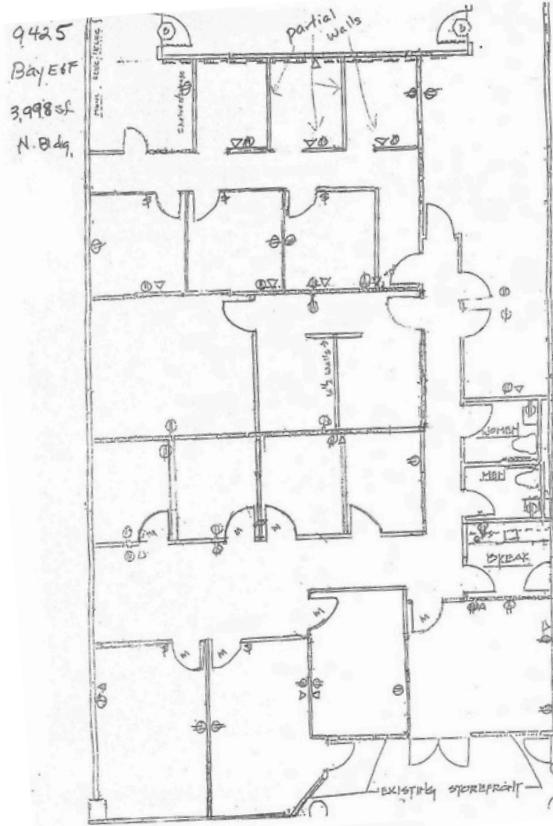 9425
Bay E&F
3,998 sf
N. Bldg,
partial
walls
WOMEN
MEN
BREAK
EXISTING STOREFRONT